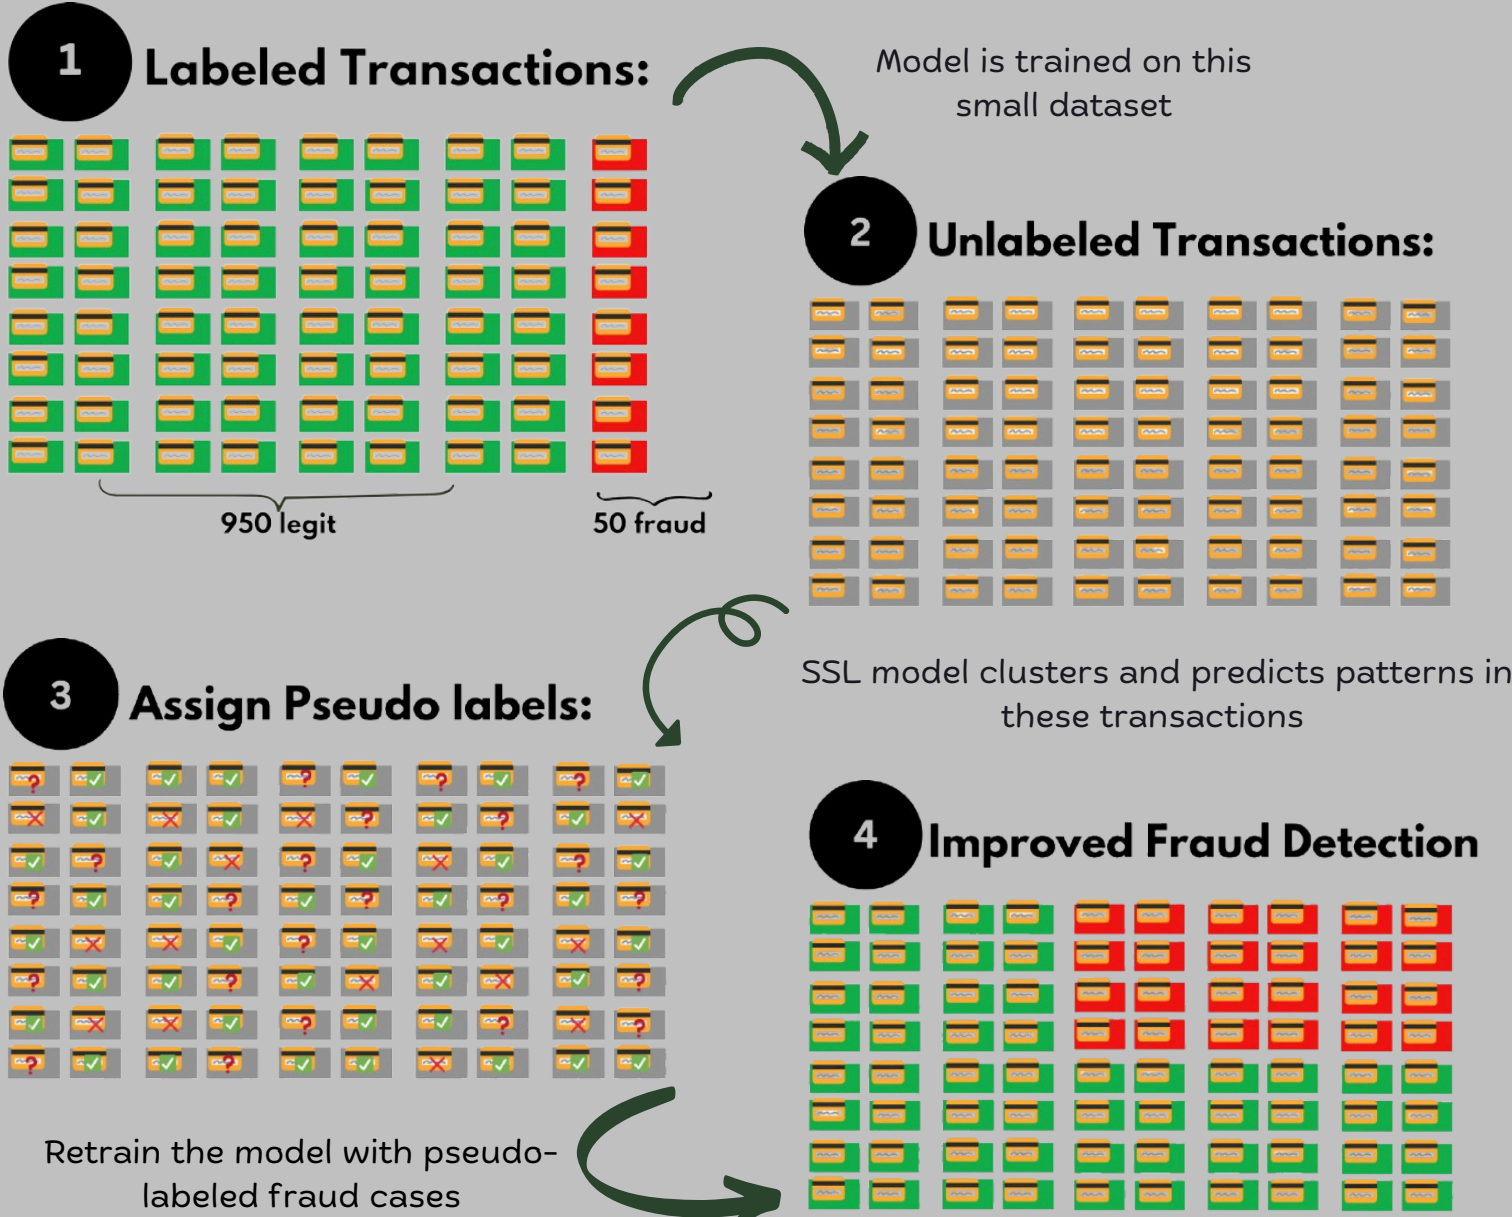 1
Labeled Transactions:
Model is trained on this
small dataset
950 legit
50 fraud
2
Unlabeled Transactions:
SSL model clusters and predicts patterns in
these transactions
3
Assign Pseudo labels:
Retrain the model with pseudo-
labeled fraud cases
4
Improved Fraud Detection